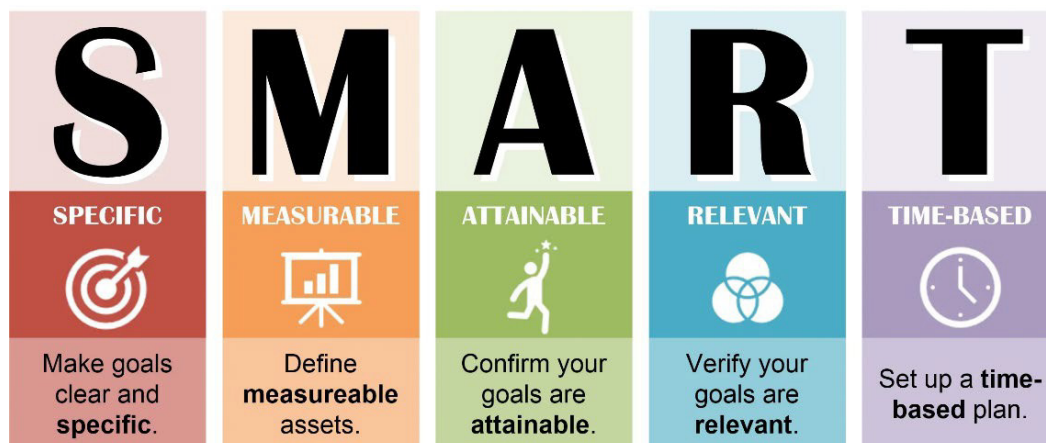 S
SPECIFIC
Make goals
clear and
specific.
M
MEASURABLE
Define
measureable
assets.
A
ATTAINABLE
Confirm your
goals are
attainable.
R
RELEVANT
Verify your
goals are
relevant.
T
TIME-BASED
Set up a time-
based plan.